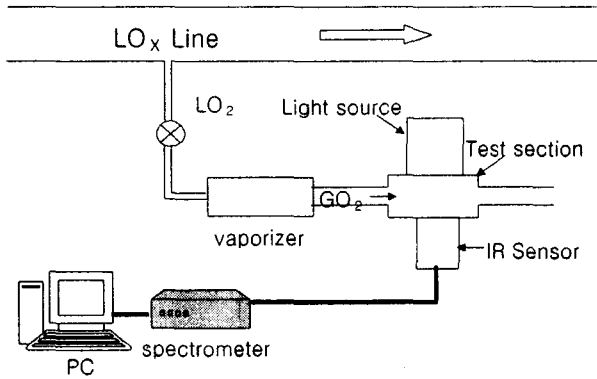 LOX Line
LO2
Light source
Test section
GO2
vaporizer
IR Sensor
spectrometer
PC